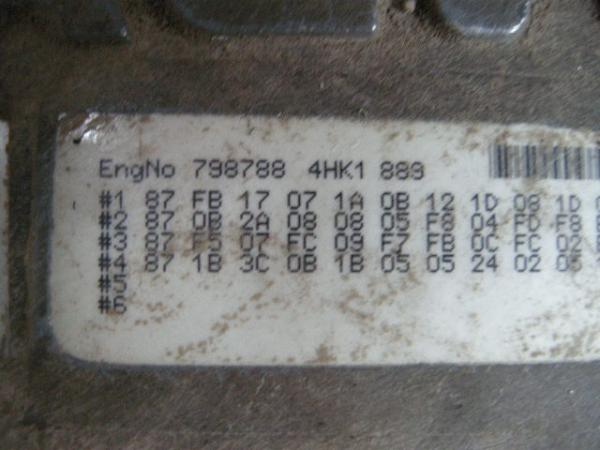 EngNo 798788 4HK1 889
#1 87 FB 17 07 1A 0B 12 1D 08 1D
#2 87 0B 2A 08 08 05 F8 04 FD F8
#3 87 F5 07 FC 09 F7 FB 0C FC 02
#4 87 1B 3C 0B 1B 05 05 24 02
#5
#6